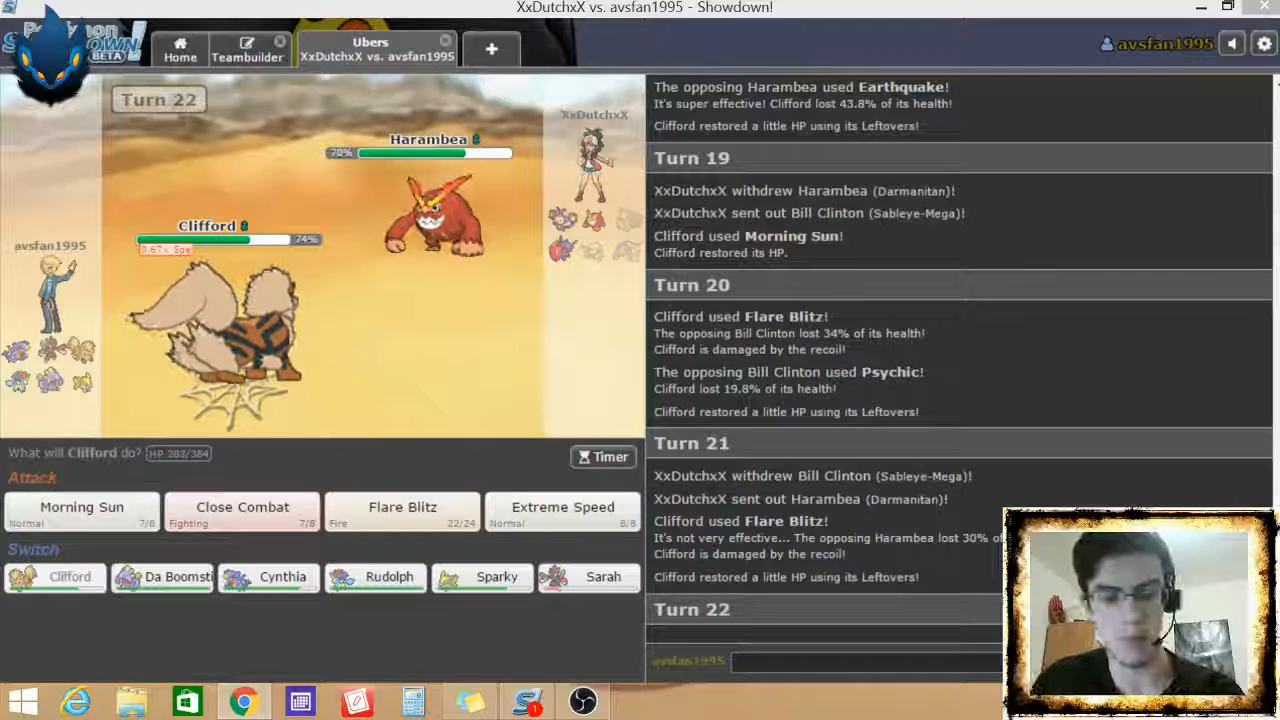 XxDutchxX vs. avsfan1995 - Showdown!
BETA
Home
Teambuilder
Ubers
XxDutchxX vs. avsfan1995
avsfan1995
Turn 22
Harambea
70%
XxDutchxX
Clifford
74%
0.67× Spe
avsfan1995
The opposing Harambea used Earthquake!
It's super effective! Clifford lost 43.8% of its health!
Clifford restored a little HP using its Leftovers!
Turn 19
XxDutchxX withdrew Harambea (Darmanitan)!
XxDutchxX sent out Bill Clinton (Sableye-Mega)!
Clifford used Morning Sun!
Clifford restored its HP.
Turn 20
Clifford used Flare Blitz!
The opposing Bill Clinton lost 34% of its health!
Clifford is damaged by the recoil!
The opposing Bill Clinton used Psychic!
Clifford lost 19.8% of its health!
Clifford restored a little HP using its Leftovers!
Turn 21
XxDutchxX withdrew Bill Clinton (Sableye-Mega)!
XxDutchxX sent out Harambea (Darmanitan)!
Clifford used Flare Blitz!
It's not very effective... The opposing Harambea lost 30% of
Clifford is damaged by the recoil!
Clifford restored a little HP using its Leftovers!
Turn 22
avsfan1995
What will Clifford do? HP 283/384
Timer
Attack
Morning Sun
Normal 7/8
Close Combat
Fighting 7/8
Flare Blitz
Fire 22/24
Extreme Speed
Normal 8/8
Switch
Clifford
Da Boomsti
Cynthia
Rudolph
Sparky
Sarah
1